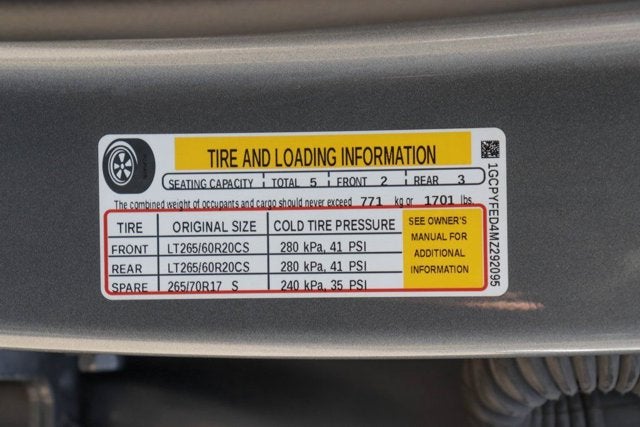 TIRE AND LOADING INFORMATION
SEATING CAPACITY TOTAL 5 FRONT 2 REAR 3
The combined weight of occupants and cargo should never exceed 771 kg or 1701 lbs.
TIRE ORIGINAL SIZE COLD TIRE PRESSURE
FRONT LT265/60R20CS 280 kPa, 41 PSI
REAR LT265/60R20CS 280 kPa, 41 PSI
SPARE 265/70R17 S 240 kPa, 35 PSI
SEE OWNER'S
MANUAL FOR
ADDITIONAL
INFORMATION
1GCPYFED4MZ292095